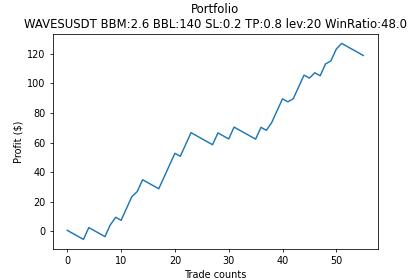 Portfolio
WAVESUSDT BBM:2.6 BBL:140 SL:0.2 TP:0.8 lev:20 WinRatio:48.0
120
100
80
60
40
20
0
Profit ($)
0 10 20 30 40 50
Trade counts